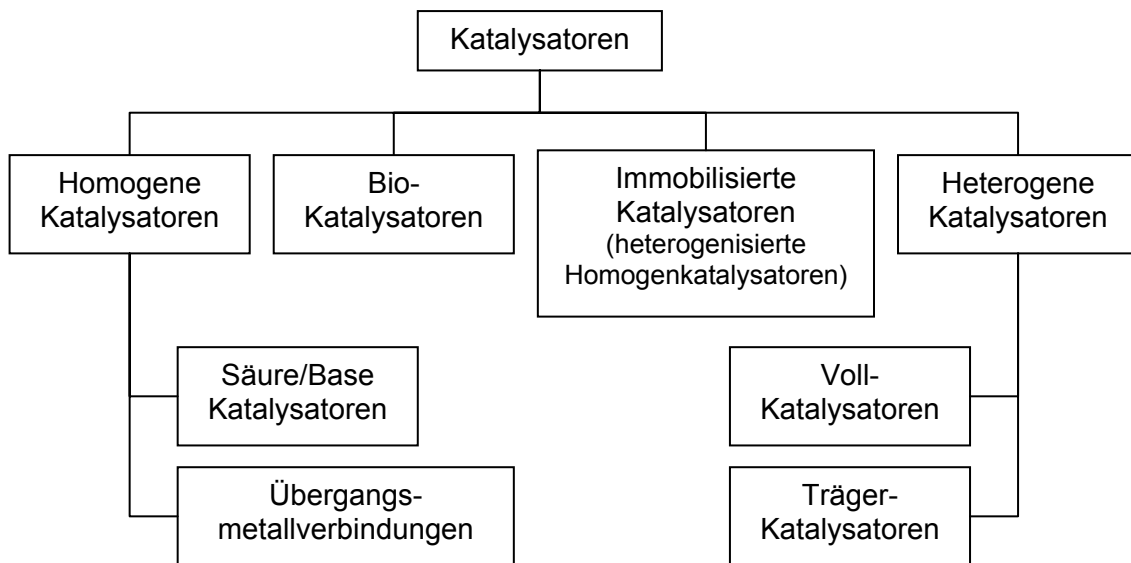 Katalysatoren
Homogene
Katalysatoren
Bio-
Katalysatoren
Immobilisierte
Katalysatoren
(heterogenisierte
Homogenkatalysatoren)
Heterogene
Katalysatoren
Säure/Base
Katalysatoren
Übergangs-
metallverbindungen
Voll-
Katalysatoren
Träger-
Katalysatoren